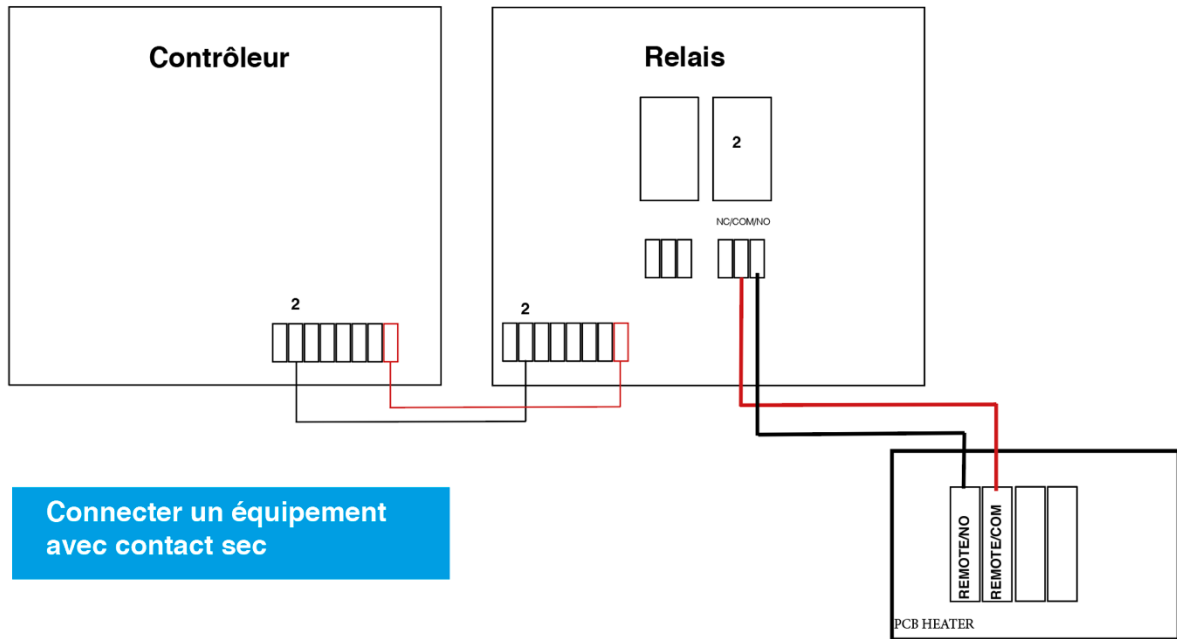 Contrôleur
Relais
2
NC/COM/NO
2
2
Connecter un équipement
avec contact sec
REMOTE/NO
REMOTE/COM
PCB HEATER